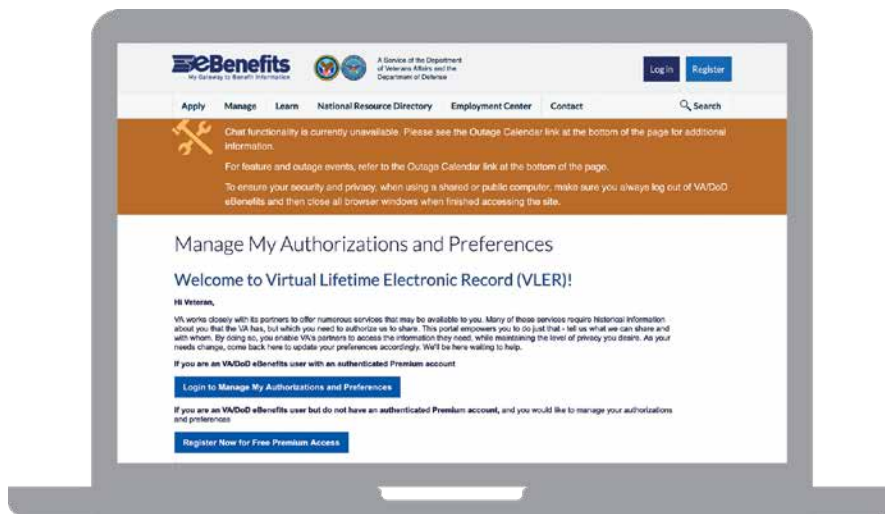 eBenefits
My Gateway to Benefit Information
A Service of the Department
of Veterans Affairs and the
Department of Defense
Login Register
Apply Manage Learn National Resource Directory Employment Center Contact Search
Chat functionality is currently unavailable. Please see the Outage Calendar link at the bottom of the page for additional
information.
For feature and outage events, refer to the Outage Calendar link at the bottom of the page.
To ensure your security and privacy, when using a shared or public computer, make sure you always log out of VA/DoD
eBenefits and then close all browser windows when finished accessing the site.
Manage My Authorizations and Preferences
Welcome to Virtual Lifetime Electronic Record (VLER)!
Hi Veteran,
VA works closely with its partners to offer numerous services that may be available to you. Many of those services require historical information
about you that the VA has, but which you need to authorize us to share. This portal empowers you to do just that - tell us what we can share and
with whom. By doing so, you enable VA's partners to access the information they need, while maintaining the level of privacy you desire. As your
needs change, come back here to update your preferences accordingly. We'll be here waiting to help.
If you are an VA/DoD eBenefits user with an authenticated Premium account
Login to Manage My Authorizations and Preferences
If you are an VA/DoD eBenefits user but do not have an authenticated Premium account, and you would like to manage your authorizations
and preferences
Register Now for Free Premium Access